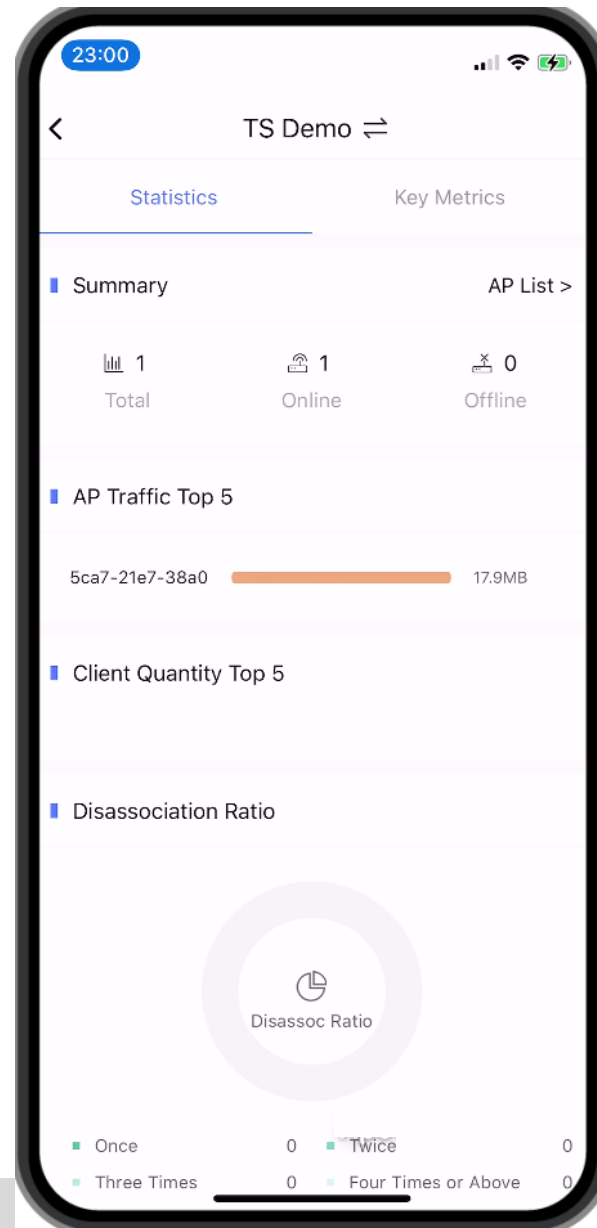 23:00
TS Demo
Statistics Key Metrics
Summary AP List >
1 1 0
Total Online Offline
AP Traffic Top 5
5ca7-21e7-38a0 17.9MB
Client Quantity Top 5
Disassociation Ratio
Disassoc Ratio
Once 0 Twice 0
Three Times 0 Four Times or Above 0